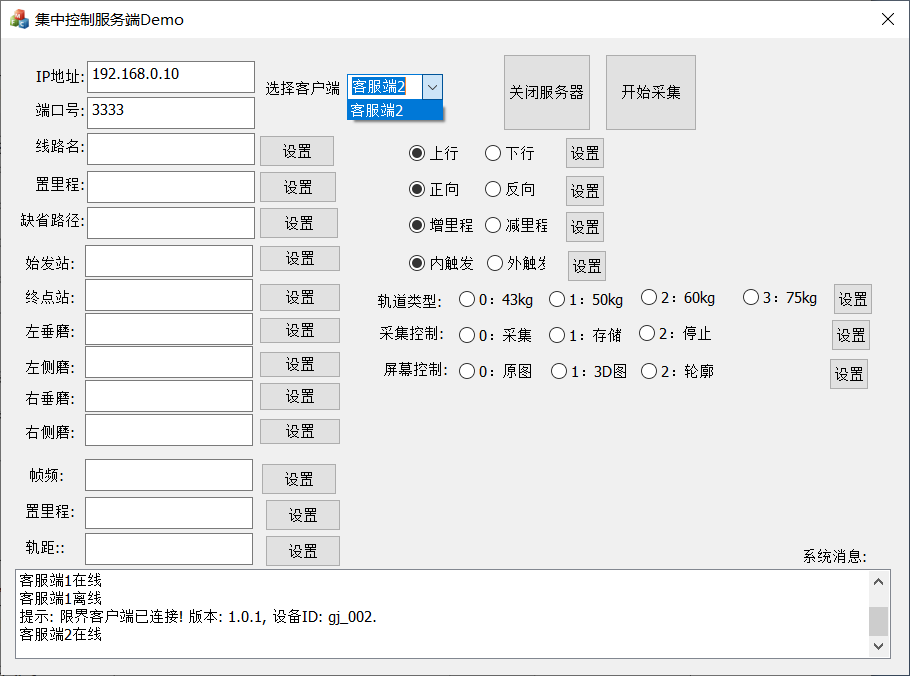 集中控制服务端Demo
IP地址: 192.168.0.10
选择客户端 客服端2
客服端2
关闭服务器
开始采集
端口号: 3333
线路名: 设置
上行 下行 设置
置里程: 设置
正向 反向 设置
缺省路径: 设置
增里程 减里程 设置
始发站: 设置
内触发 外触发 设置
终点站: 设置
轨道类型: 0：43kg 1：50kg 2：60kg 3：75kg 设置
左垂磨: 设置
采集控制: 0：采集 1：存储 2：停止 设置
左侧磨: 设置
屏幕控制: 0：原图 1：3D图 2：轮廓 设置
右垂磨: 设置
右侧磨: 设置
帧频: 设置
置里程: 设置
轨距:: 设置
系统消息:
客服端1在线
客服端1离线
提示: 限界客户端已连接! 版本: 1.0.1, 设备ID: gj_002.
客服端2在线